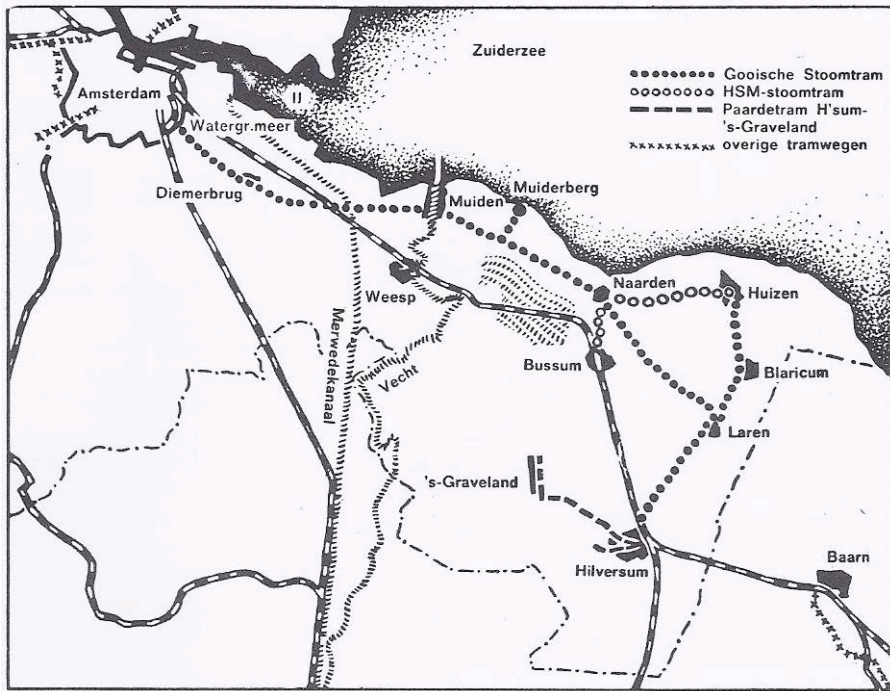 Zuiderzee
Gooische Stoomtram
HSM-stoomtram
Paardetram H'sum-
's-Graveland
overige tramwegen
Amsterdam
IJ
Watergr.meer
Diemerbrug
Muiden
Muiderberg
Weesp
Naarden
Huizen
Merwedekanaal
Vecht
Bussum
Blaricum
Laren
's-Graveland
Hilversum
Baarn